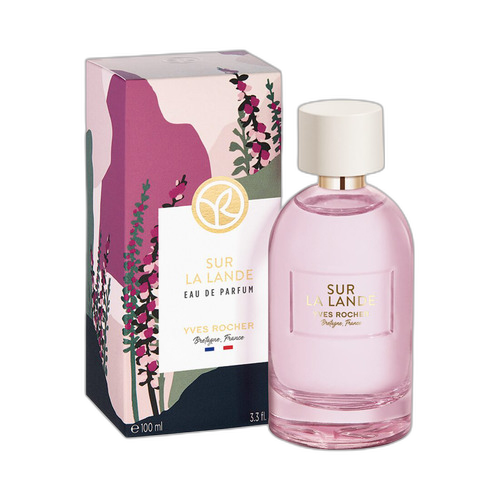 SUR
LA LANDE
EAU DE PARFUM
YVES ROCHER
Bretagne, France
℮ 100 ml
3.3 fl.
SUR
LA LANDE
YVES ROCHER
Bretagne, France